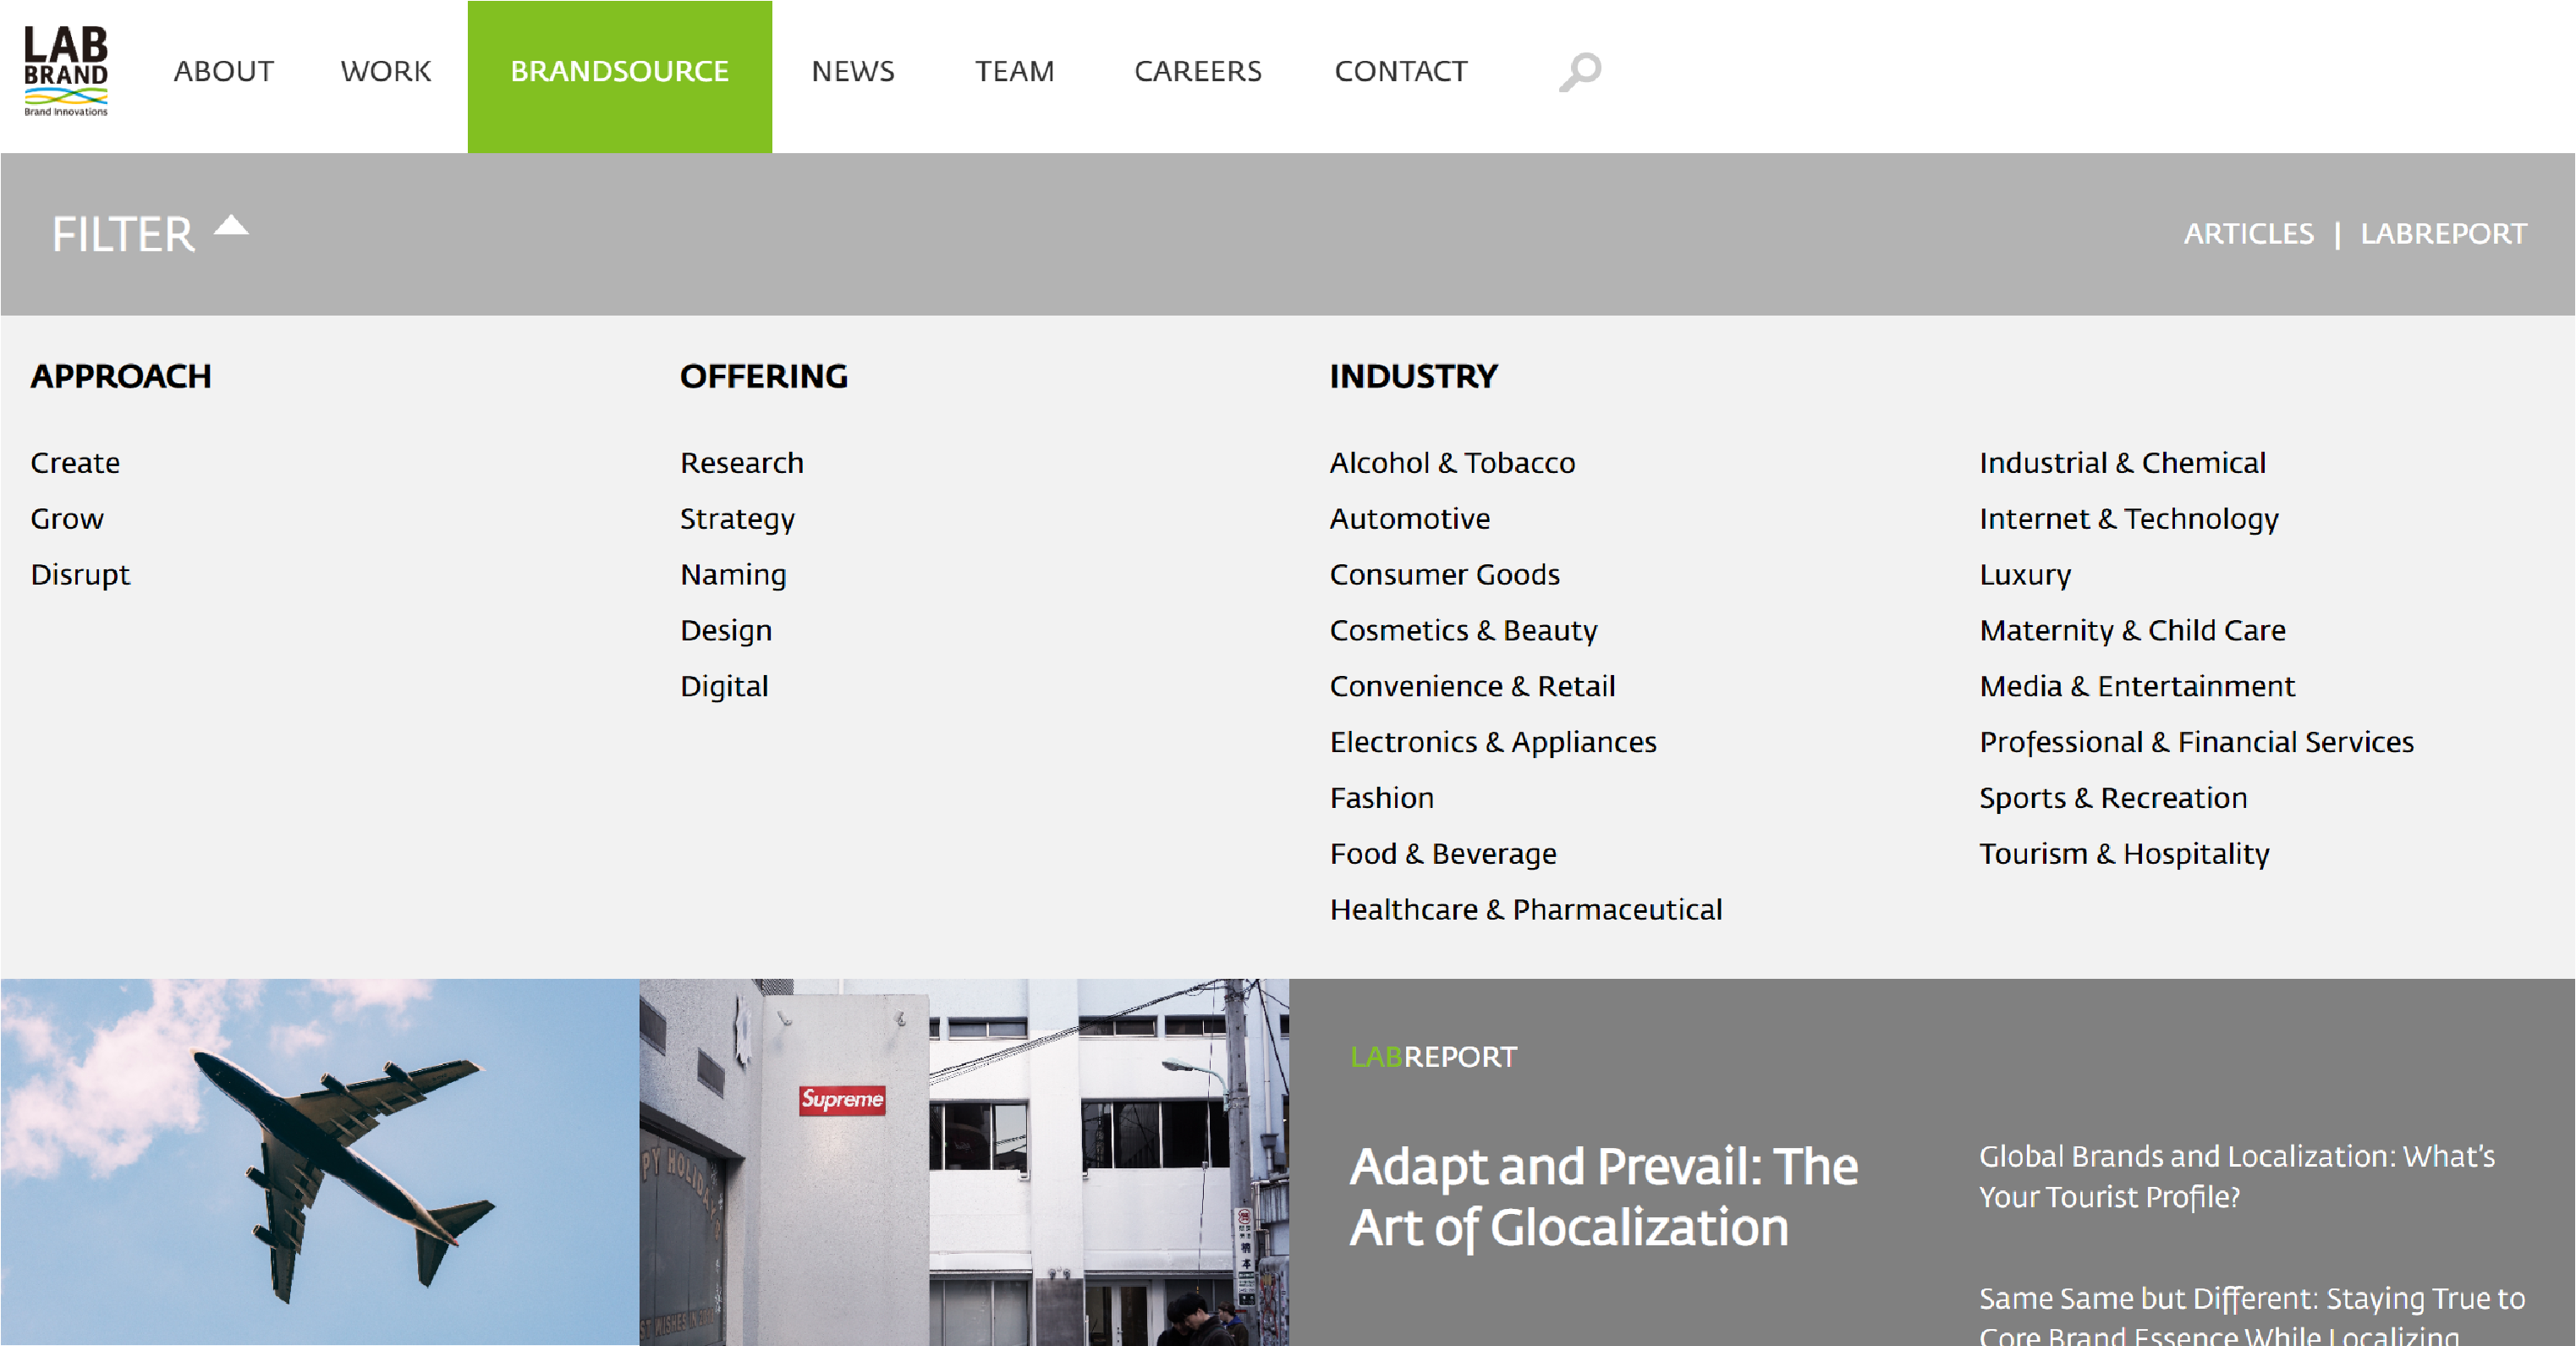 LAB
BRAND
Brand Innovations
ABOUT
WORK
BRANDSOURCE
NEWS
TEAM
CAREERS
CONTACT
FILTER
ARTICLES | LABREPORT
APPROACH
Create
Grow
Disrupt
OFFERING
Research
Strategy
Naming
Design
Digital
INDUSTRY
Alcohol & Tobacco
Automotive
Consumer Goods
Cosmetics & Beauty
Convenience & Retail
Electronics & Appliances
Fashion
Food & Beverage
Healthcare & Pharmaceutical
Industrial & Chemical
Internet & Technology
Luxury
Maternity & Child Care
Media & Entertainment
Professional & Financial Services
Sports & Recreation
Tourism & Hospitality
Supreme
LABREPORT
Adapt and Prevail: The
Art of Glocalization
Global Brands and Localization: What's
Your Tourist Profile?
Same Same but Different: Staying True to
Core Brand Essence While Localizing